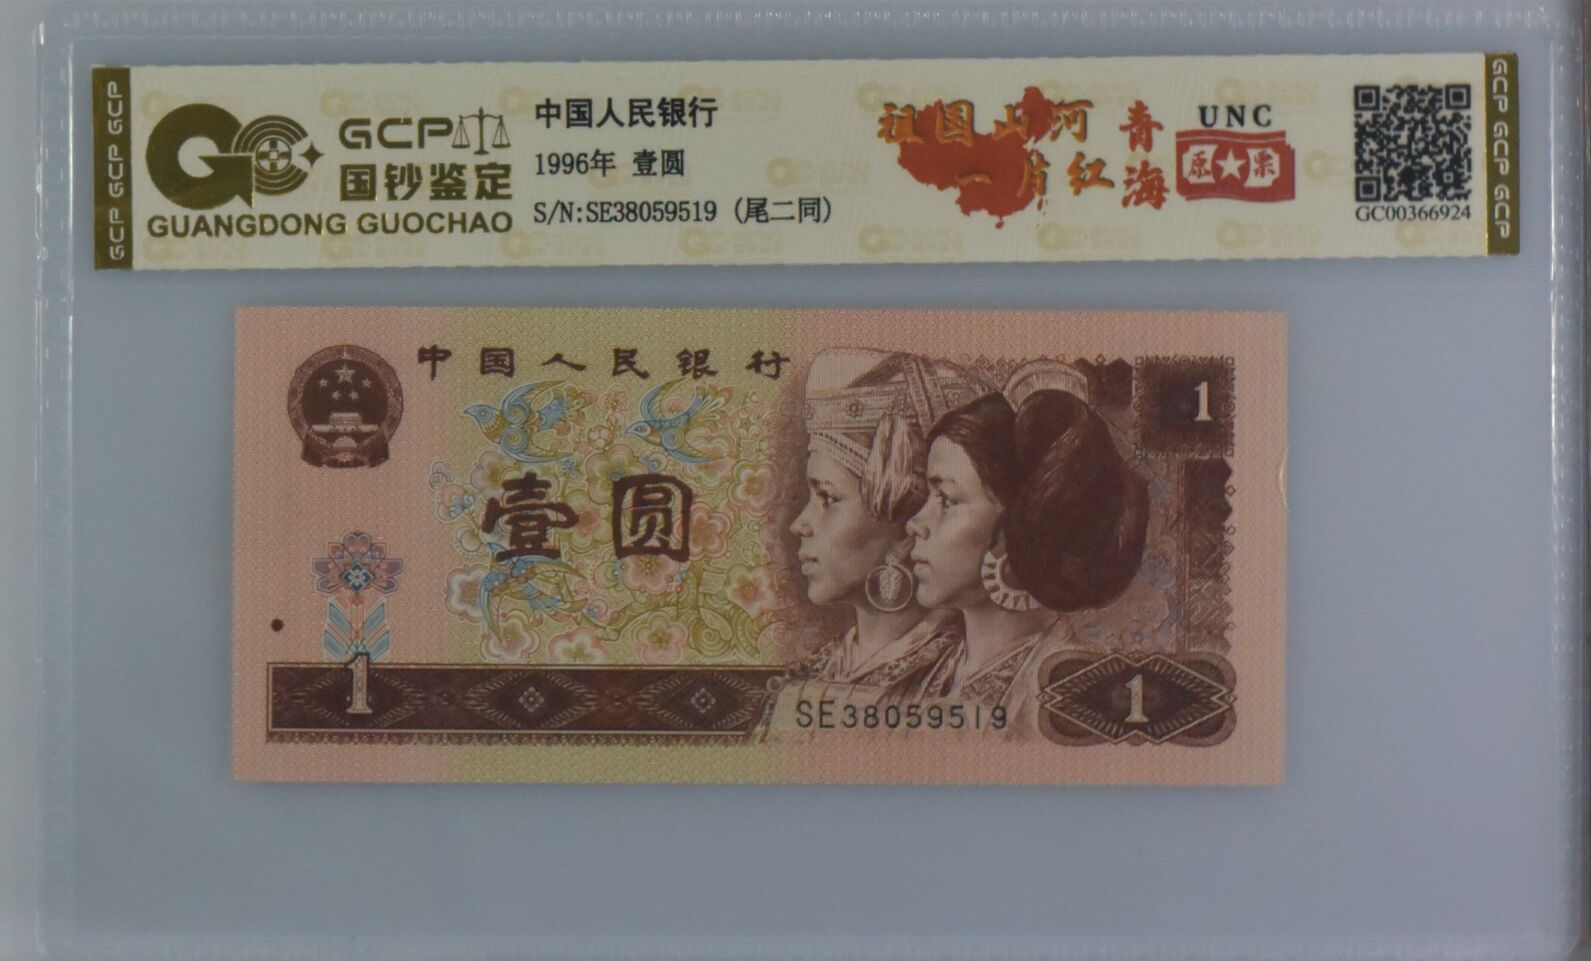 GCP GCP GCP
GCP
国钞鉴定
GUANGDONG GUOCHAO
中国人民银行
1996年 壹圆
S/N:SE38059519 (尾二同)
祖国山河
一片红
青海
UNC
原★票
GC00366924
GCP GCP GCP
中国人民银行
1
壹圆
1
SE38059519
1